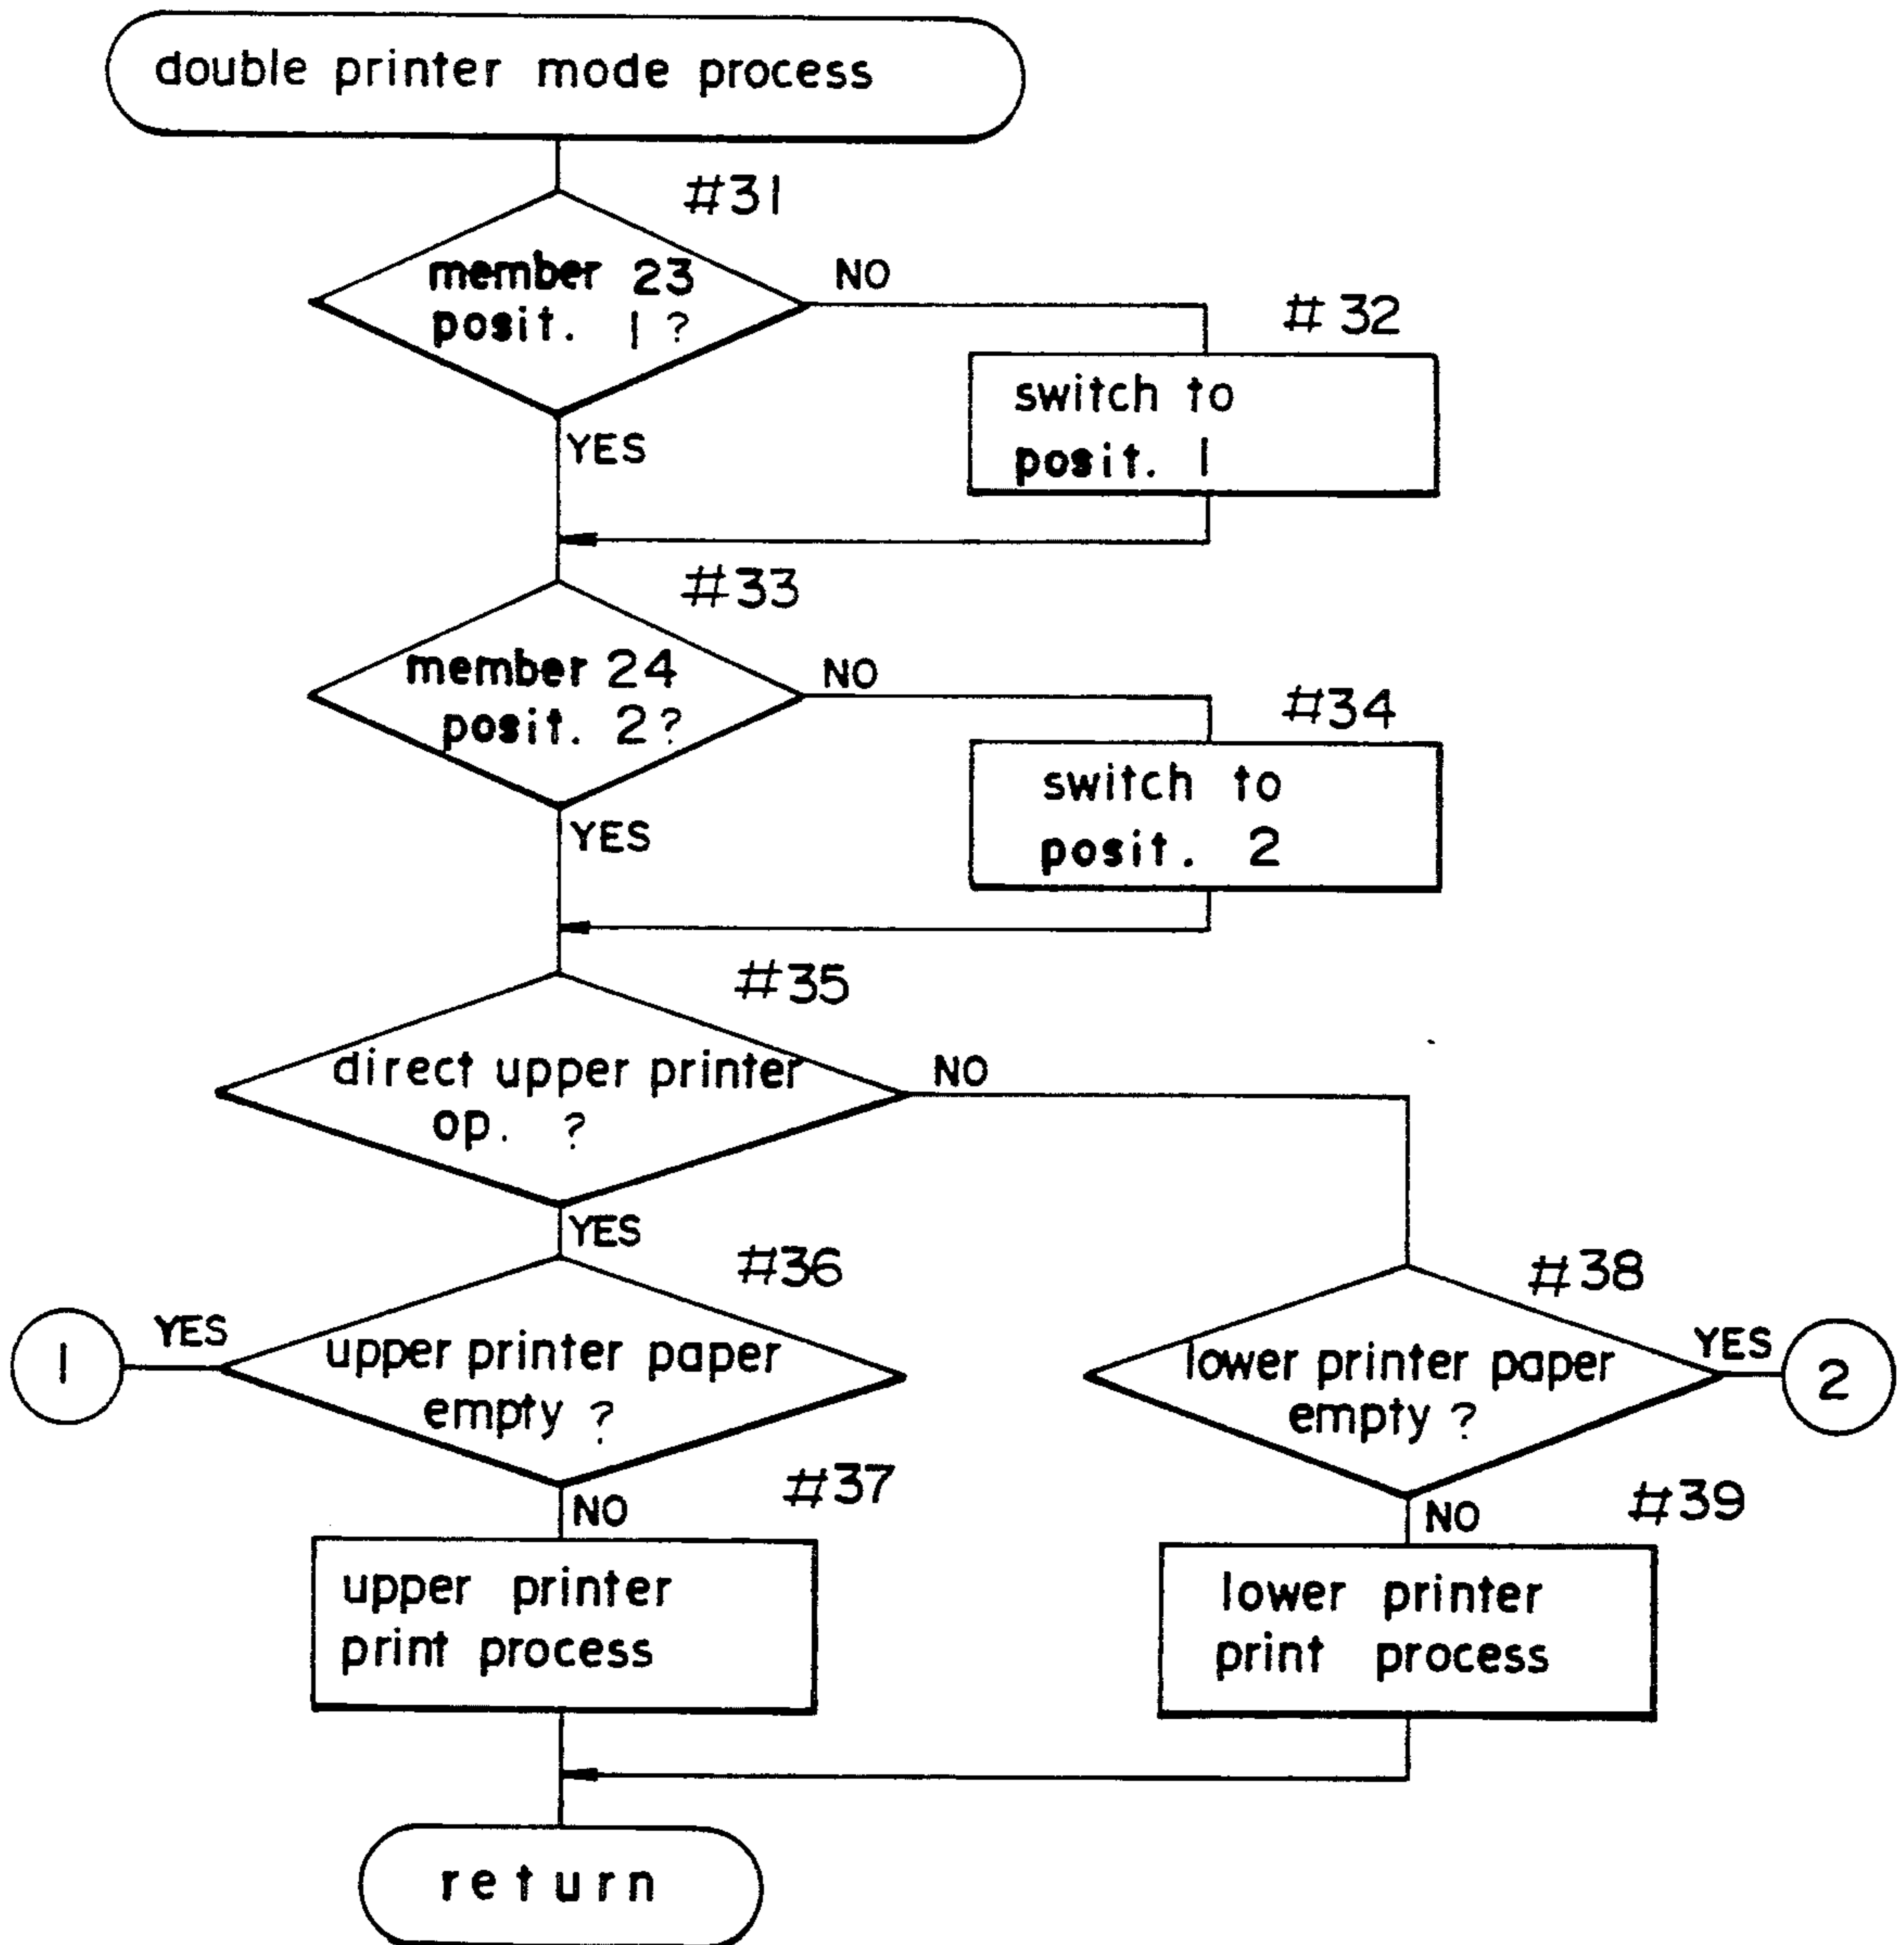 double printer mode process
#31
member 23
posit. 1 ?
NO
#32
switch to
posit. 1
YES
#33
member 24
posit. 2?
NO
#34
switch to
posit. 2
YES
#35
direct upper printer
op. ?
NO
YES
#36
1
YES
upper printer paper
empty ?
#38
lower printer paper
empty ?
YES
2
NO
#37
upper printer
print process
NO
#39
lower printer
print process
return